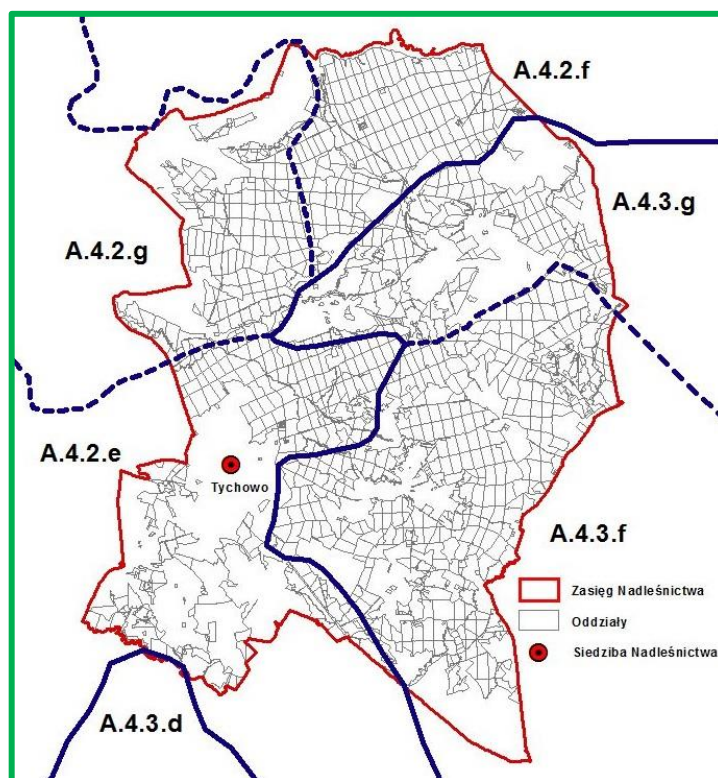 A.4.2.f
A.4.3.g
A.4.2.g
A.4.2.e
Tychowo
A.4.3.f
Zasięg Nadleśnictwa
Oddziały
Siedziba Nadleśnictwa
A.4.3.d